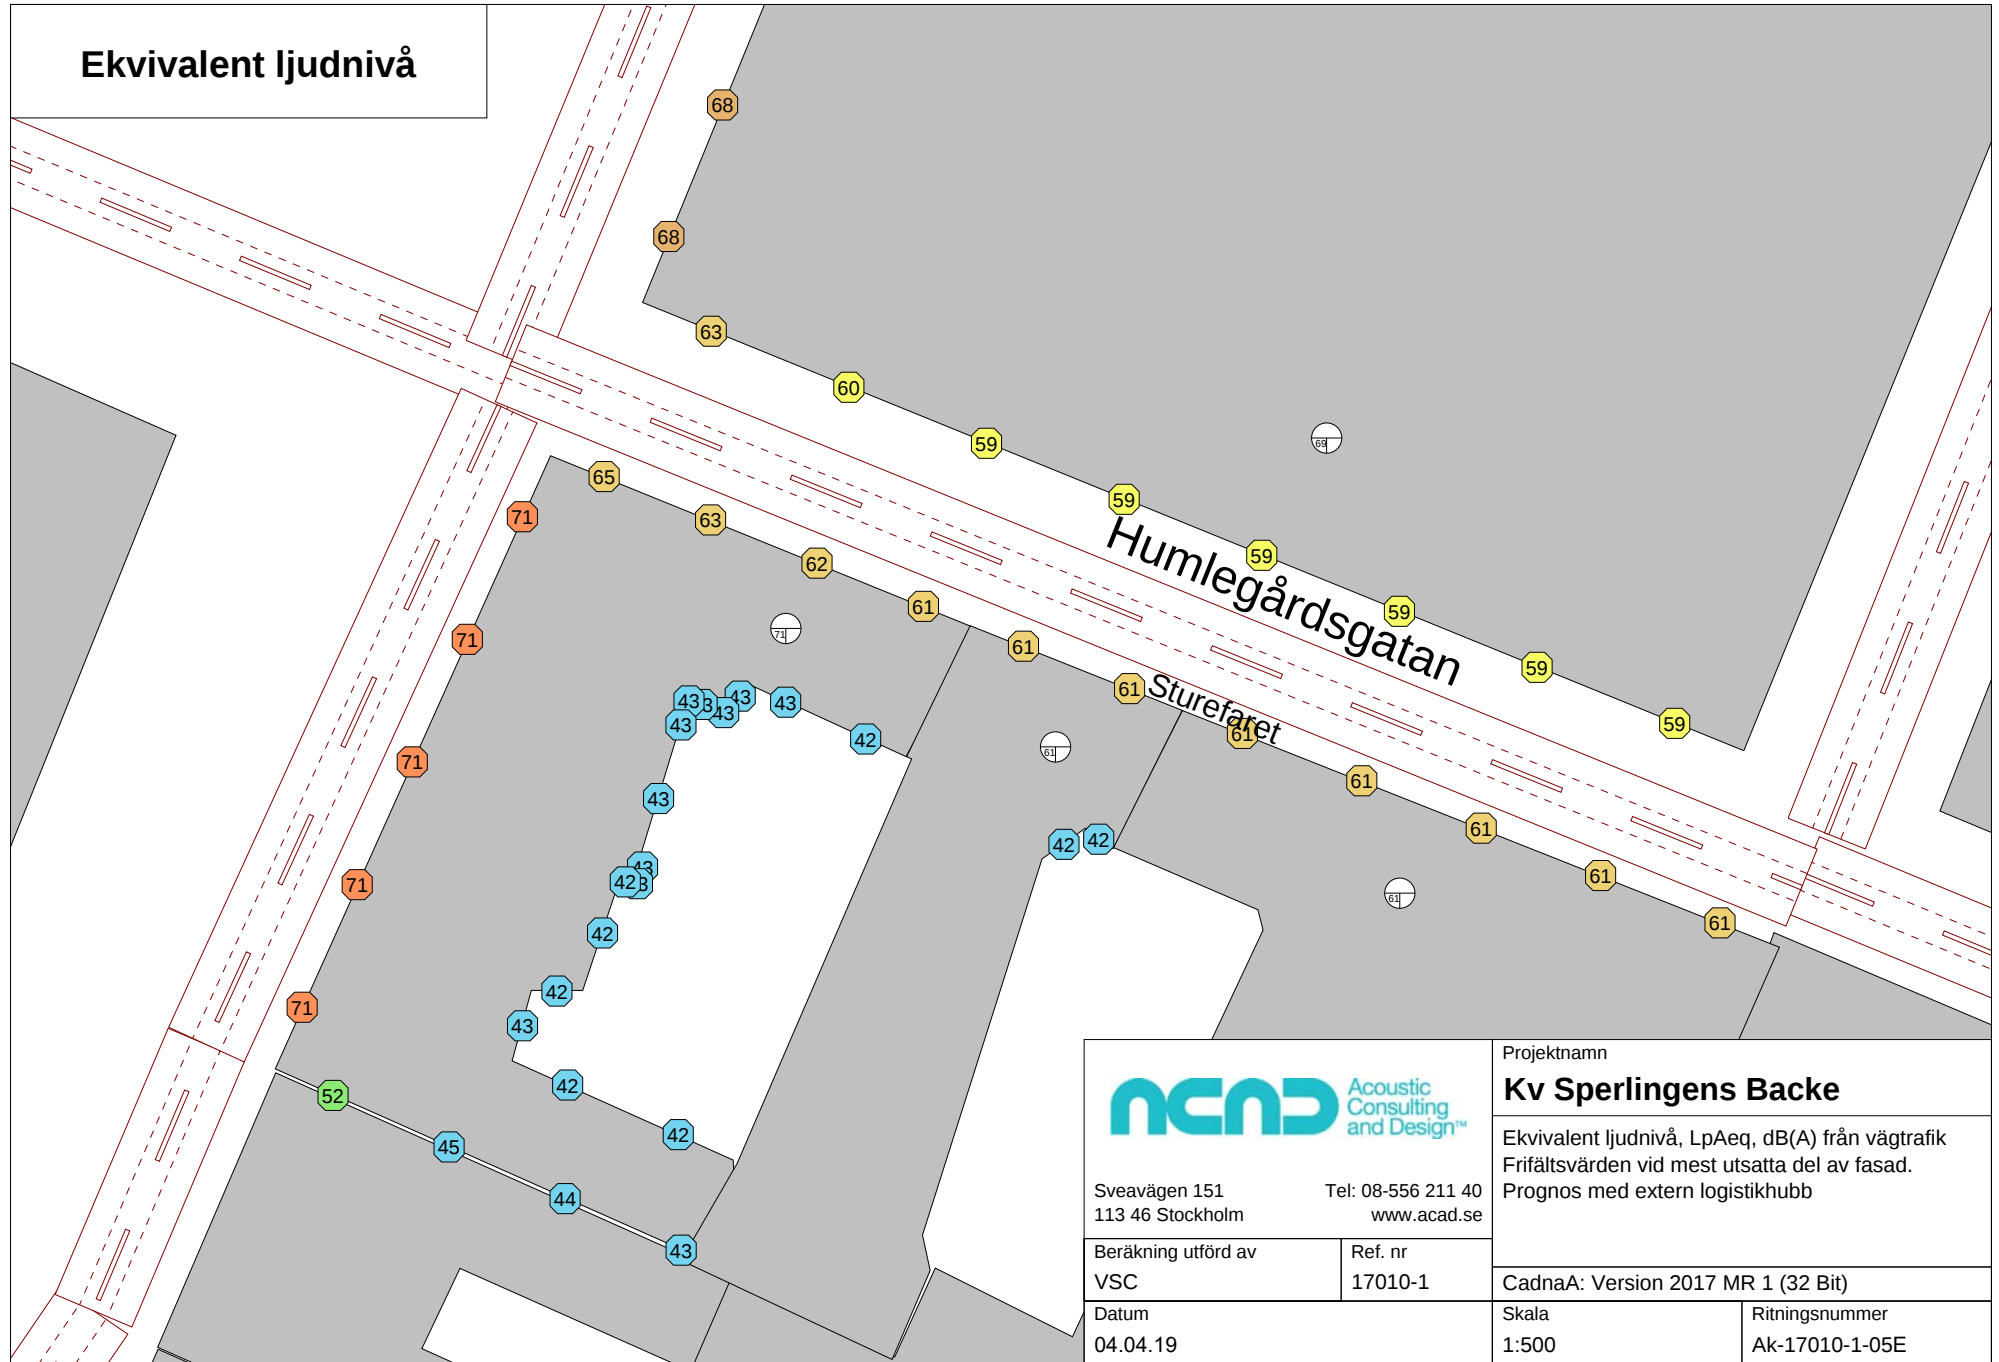 Ekvivalent ljudnivå
68
68
63
60
59
59
59
59
59
59
69
65
63
62
61
61
61
61
61
61
61
61
71
71
71
71
71
71
61
61
Humlegårdsgatan
Sturefaret
43
43
43
43
43
42
43
43
43
42
42
42
43
42
42
42
42
52
45
44
43
ACAD
Acoustic
Consulting
and Design™
Sveavägen 151
Tel: 08-556 211 40
113 46 Stockholm
www.acad.se
Beräkning utförd av
VSC
Ref. nr
17010-1
Datum
04.04.19
Projektnamn
Kv Sperlingens Backe
Ekvivalent ljudnivå, LpAeq, dB(A) från vägtrafik
Frifältsvärden vid mest utsatta del av fasad.
Prognos med extern logistikhubb
CadnaA: Version 2017 MR 1 (32 Bit)
Skala
1:500
Ritningsnummer
Ak-17010-1-05E